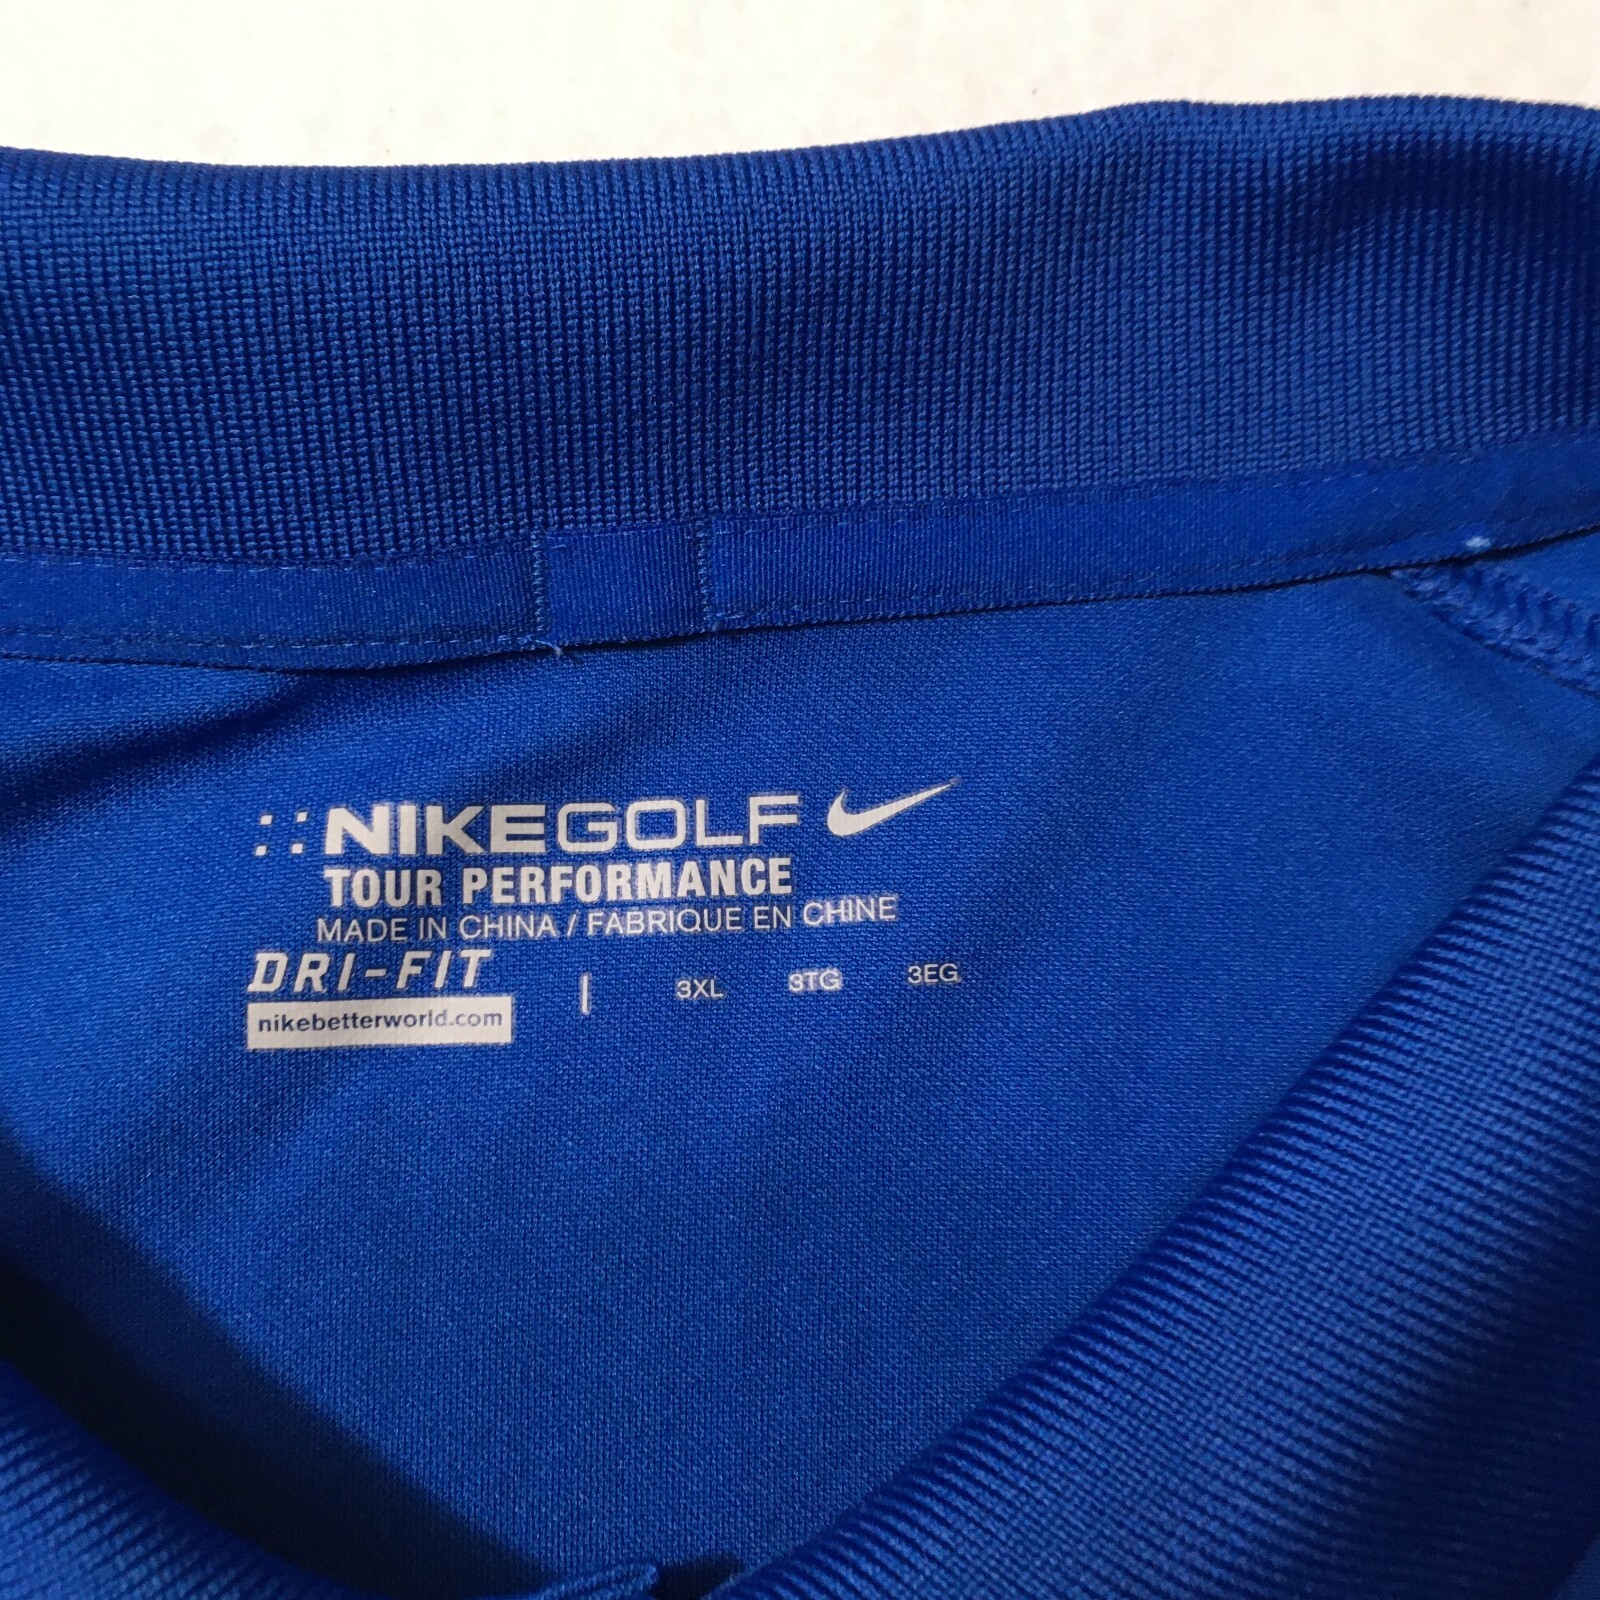 NIKEGOLF
TOUR PERFORMANCE
MADE IN CHINA / FABRIQUE EN CHINE
DRI-FIT | 3XL 3TG 3EG
nikebetterworld.com